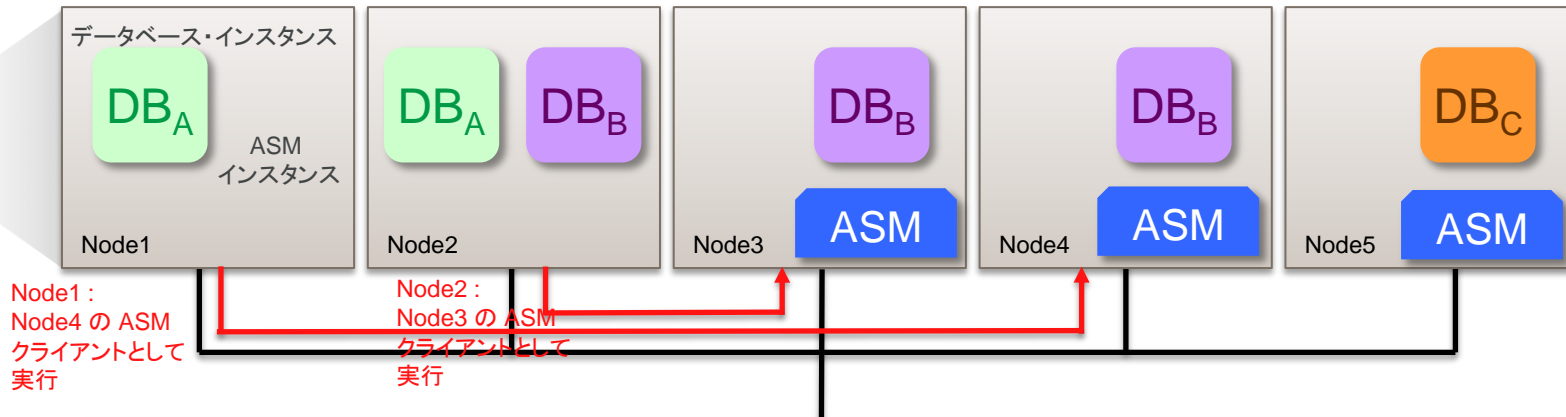 データベース・インスタンス
DBA
ASM
インスタンス
Node1
DBA
DBB
Node2
DBB
ASM
Node3
DBB
ASM
Node4
DBC
ASM
Node5
Node1 :
Node4 の ASM
クライアントとして
実行
Node2 :
Node3 の ASM
クライアントとして
実行